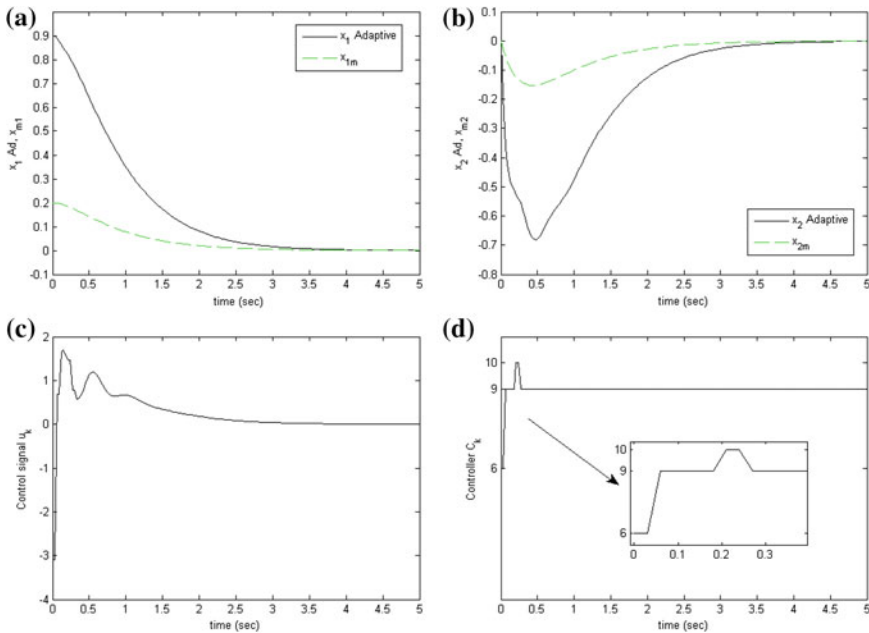 (a)
0.9
0.8
0.7
0.6
0.5
0.4
0.3
0.2
0.1
0
-0.1
x1 Ad, xm1
x1 Adaptive
x1m
0 0.5 1 1.5 2 2.5 3 3.5 4 4.5 5
time (sec)
(b)
0.1
0
-0.1
-0.2
-0.3
-0.4
-0.5
-0.6
-0.7
-0.8
x2 Ad, xm2
x2 Adaptive
x2m
0 0.5 1 1.5 2 2.5 3 3.5 4 4.5 5
time (sec)
(c)
2
1
0
-1
-2
-3
-4
Control signal uk
0 0.5 1 1.5 2 2.5 3 3.5 4 4.5 5
time (sec)
(d)
10
9
6
Controller Ck
10
9
6
0 0.1 0.2 0.3
0 0.5 1 1.5 2 2.5 3 3.5 4 4.5 5
time (sec)